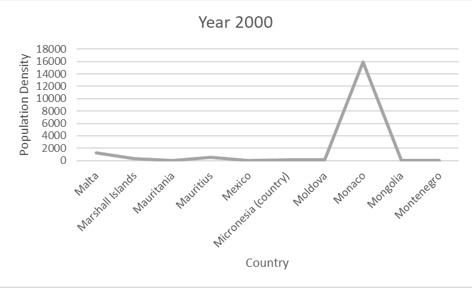 Year 2000
Population Density
18000
16000
14000
12000
10000
8000
6000
4000
2000
0
Malta
Marshall Islands
Mauritania
Mauritius
Mexico
Micronesia (country)
Moldova
Monaco
Mongolia
Montenegro
Country